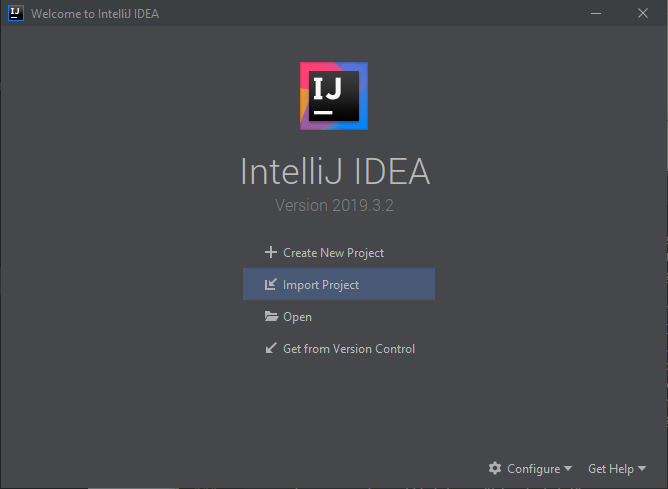 IJ Welcome to IntelliJ IDEA
IJ
IntelliJ IDEA
Version 2019.3.2
Create New Project
Import Project
Open
Get from Version Control
Configure Get Help